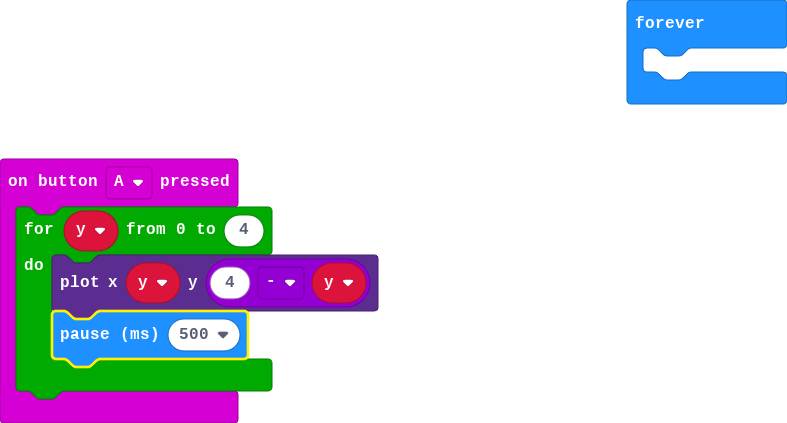 forever
on button A pressed
for y from 0 to 4
do
plot x y y 4 - y
pause (ms) 500